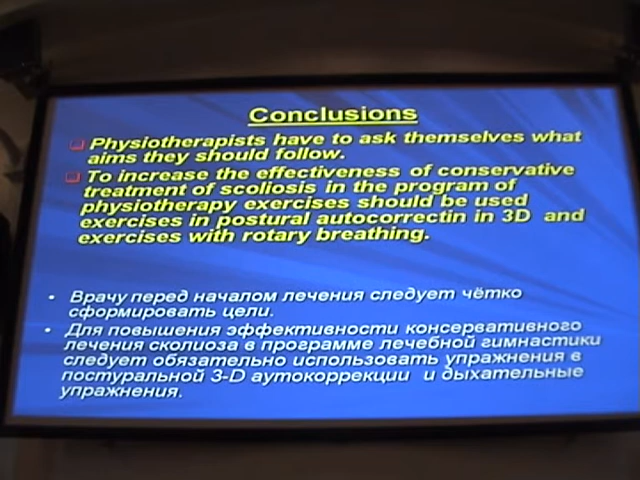 Conclusions
Physiotherapists have to ask themselves what
aims they should follow.
To increase the effectiveness of conservative
treatment of scoliosis in the program of
physiotherapy exercises should be used
exercises in postural autocorrectin in 3D and
exercises with rotary breathing.
• Врачу перед началом лечения следует чётко
сформировать цели.
• Для повышения эффективности консервативного
лечения сколиоза в программе лечебной гимнастики
следует обязательно использовать упражнения в
постуральной 3-D аутокоррекции и дыхательные
упражнения.